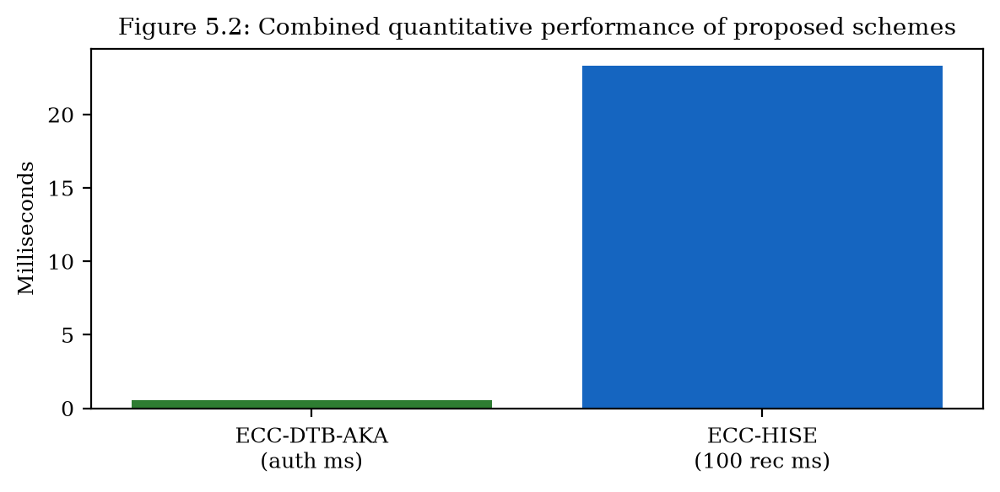 Figure 5.2: Combined quantitative performance of proposed schemes
Milliseconds
20
15
10
5
0
ECC-DTB-AKA
(auth ms)
ECC-HISE
(100 rec ms)